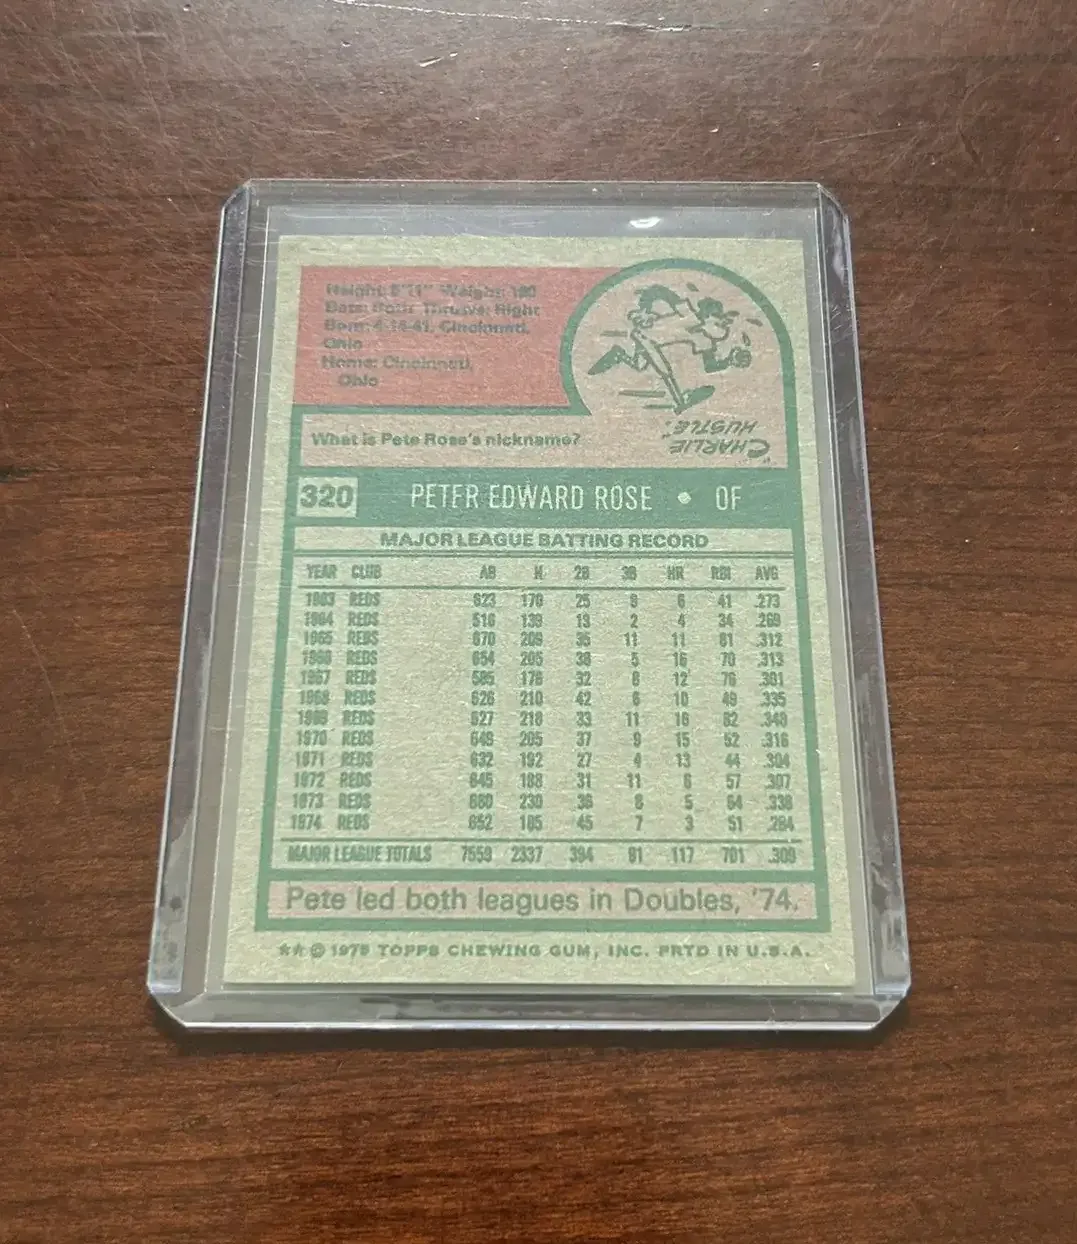 Height: 5'11" Weight: 190
Bats: Both Throws: Right
Born: 4-14-41, Cincinnati,
Ohio
Home: Cincinnati,
Ohio
"CHARLIE
HUSTLE".
What is Pete Rose's nickname?
320 PETER EDWARD ROSE • OF
MAJOR LEAGUE BATTING RECORD
YEAR CLUB AB H 2B 3B HR RBI AVG
1963 REDS 623 170 25 9 6 41 .273
1964 REDS 516 139 13 2 4 34 .269
1965 REDS 670 209 35 11 11 81 .312
1966 REDS 654 205 38 5 16 70 .313
1967 REDS 585 176 32 8 12 76 .301
1968 REDS 626 210 42 6 10 49 .335
1969 REDS 627 218 33 11 16 82 .348
1970 REDS 649 205 37 9 15 52 .316
1971 REDS 632 192 27 4 13 44 .304
1972 REDS 645 198 31 11 6 57 .307
1973 REDS 680 230 36 8 5 64 .338
1974 REDS 652 185 45 7 3 51 .284
MAJOR LEAGUE TOTALS 7559 2337 394 91 117 701 .309
Pete led both leagues in Doubles, '74.
★★ © 1975 TOPPS CHEWING GUM, INC. PRTD IN U.S.A.